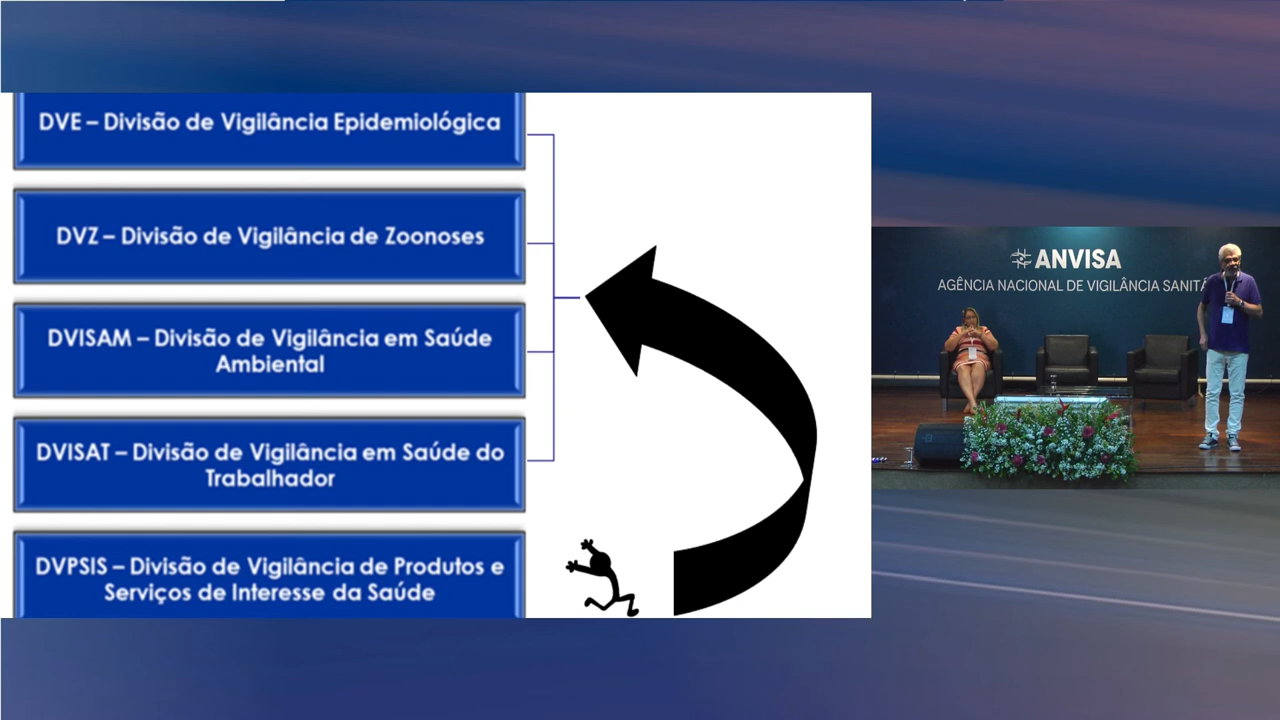 DVE – Divisão de Vigilância Epidemiológica
DVZ – Divisão de Vigilância de Zoonoses
DVISAM – Divisão de Vigilância em Saúde
Ambiental
DVISAT – Divisão de Vigilância em Saúde do
Trabalhador
DVPSIS – Divisão de Vigilância de Produtos e
Serviços de Interesse da Saúde
ANVISA
AGÊNCIA NACIONAL DE VIGILÂNCIA SANITÁ